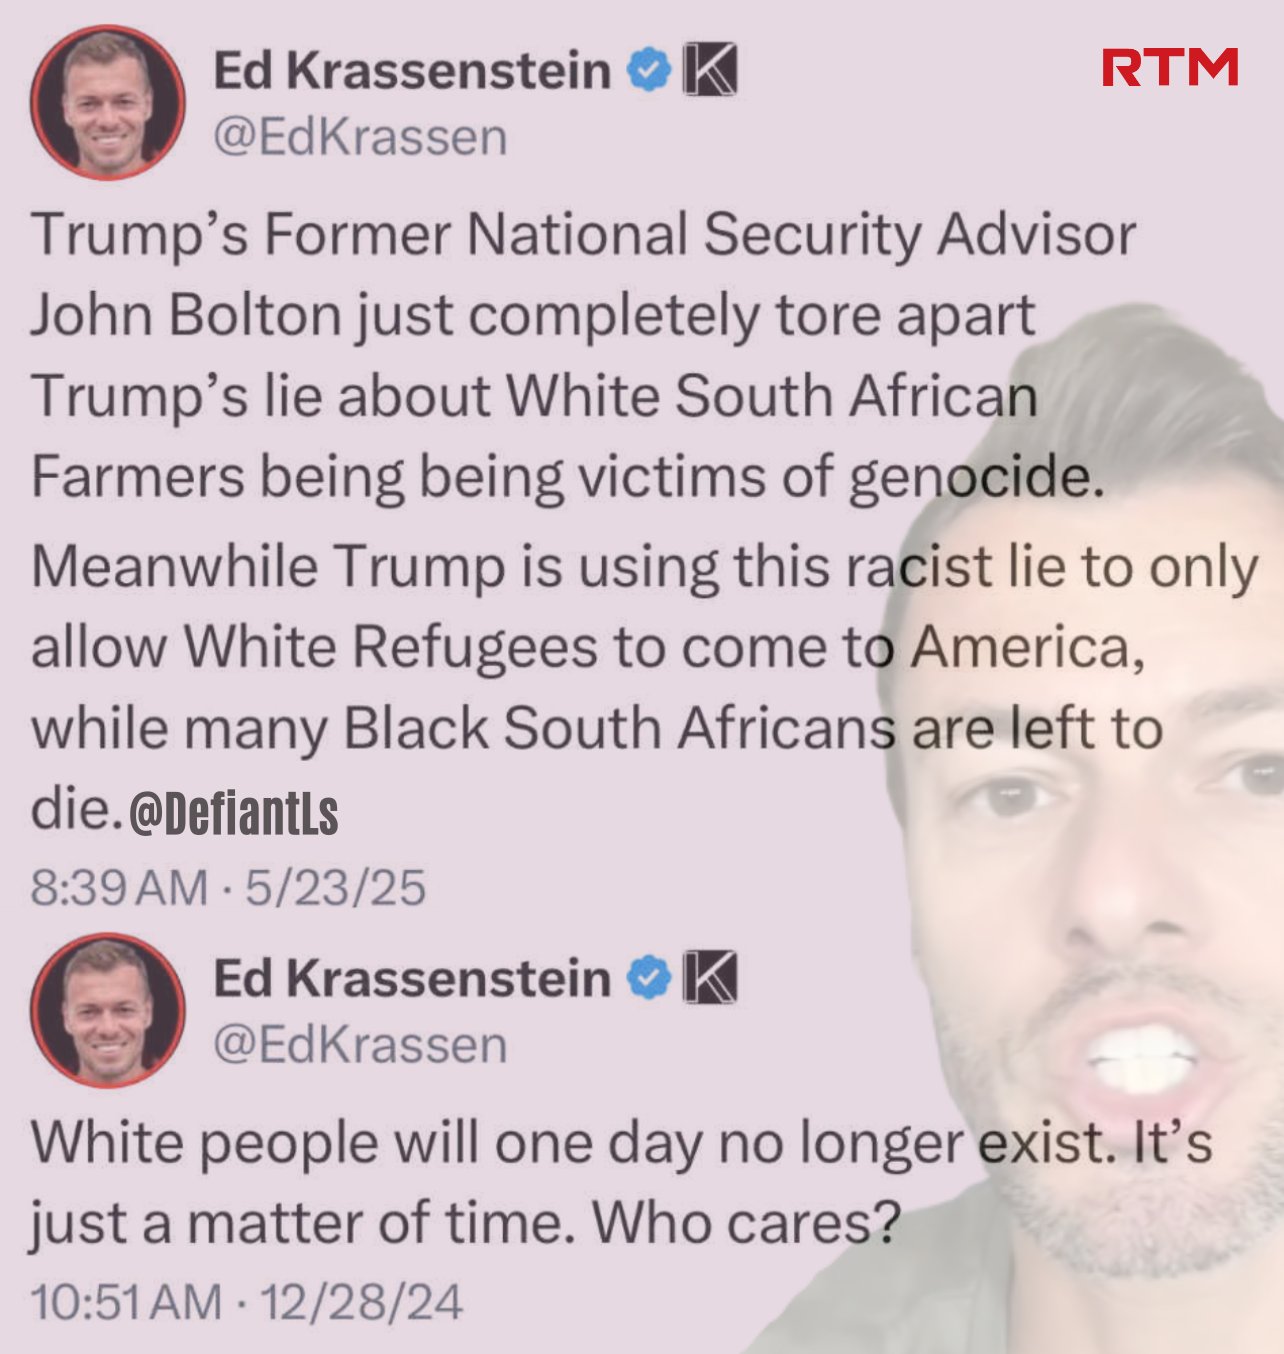 Ed Krassenstein
RTM
@EdKrassen
Trump’s Former National Security Advisor
John Bolton just completely tore apart
Trump’s lie about White South African
Farmers being being victims of genocide.
Meanwhile Trump is using this racist lie to only
allow White Refugees to come to America,
while many Black South Africans are left to
die. @DefiantLs
8:39 AM · 5/23/25
Ed Krassenstein
@EdKrassen
White people will one day no longer exist. It’s
just a matter of time. Who cares?
10:51 AM · 12/28/24